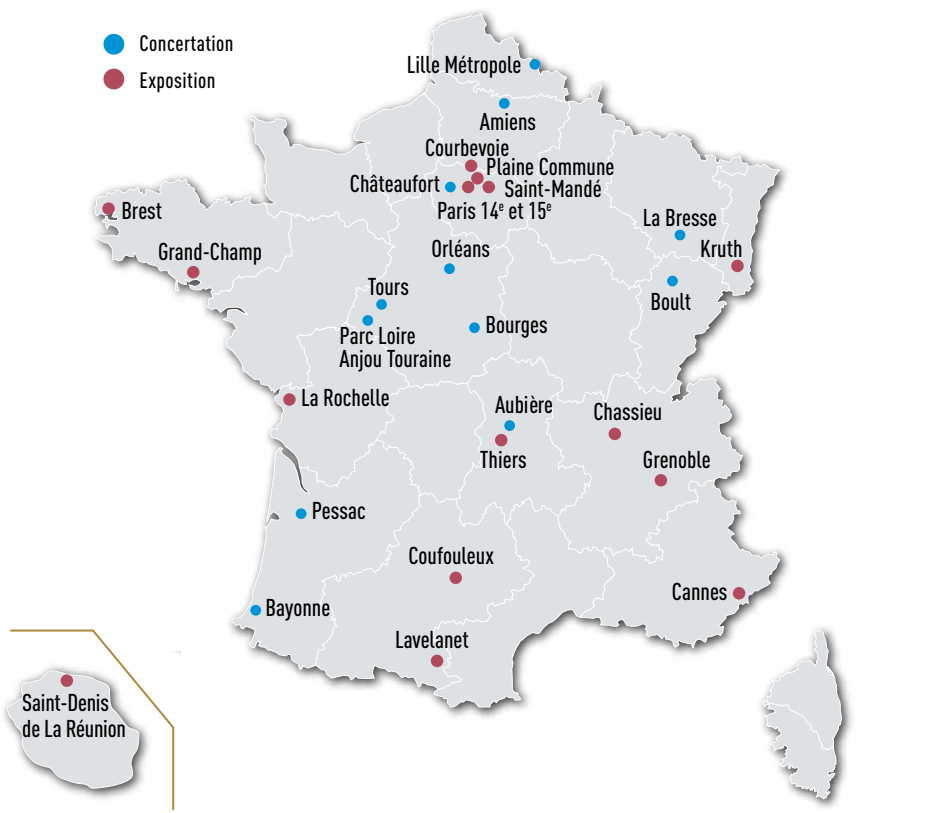 Concertation
Exposition
Lille Métropole
Amiens
Courbevoie
Plaine Commune
Châteaufort
Saint-Mandé
Paris 14e et 15e
Brest
La Bresse
Grand-Champ
Orléans
Kruth
Tours
Boult
Bourges
Parc Loire
Anjou Touraine
La Rochelle
Aubière
Chassieu
Thiers
Grenoble
Pessac
Coufouleux
Cannes
Bayonne
Lavelanet
Saint-Denis
de La Réunion